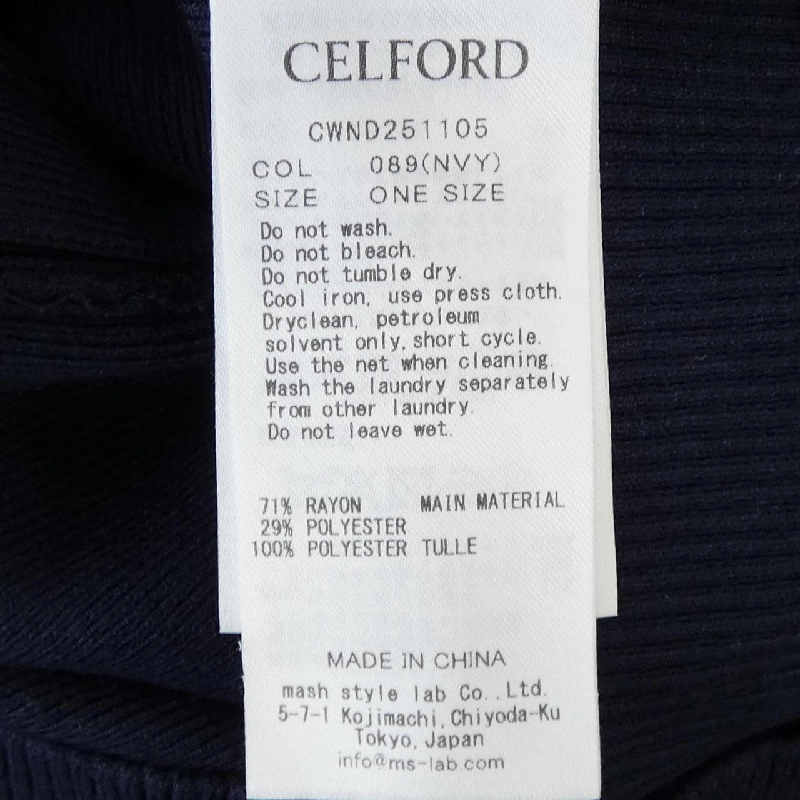 CELFORD
CWND251105
COL 089(NVY)
SIZE ONE SIZE
Do not wash.
Do not bleach.
Do not tumble dry.
Cool iron, use press cloth.
Dryclean, petroleum
solvent only, short cycle.
Use the net when cleaning.
Wash the laundry separately
from other laundry.
Do not leave wet.
71% RAYON MAIN MATERIAL
29% POLYESTER
100% POLYESTER TULLE
MADE IN CHINA
mash style lab Co.,Ltd.
5-7-1 Kojimachi,Chiyoda-Ku
Tokyo,Japan
info@ms-lab.com